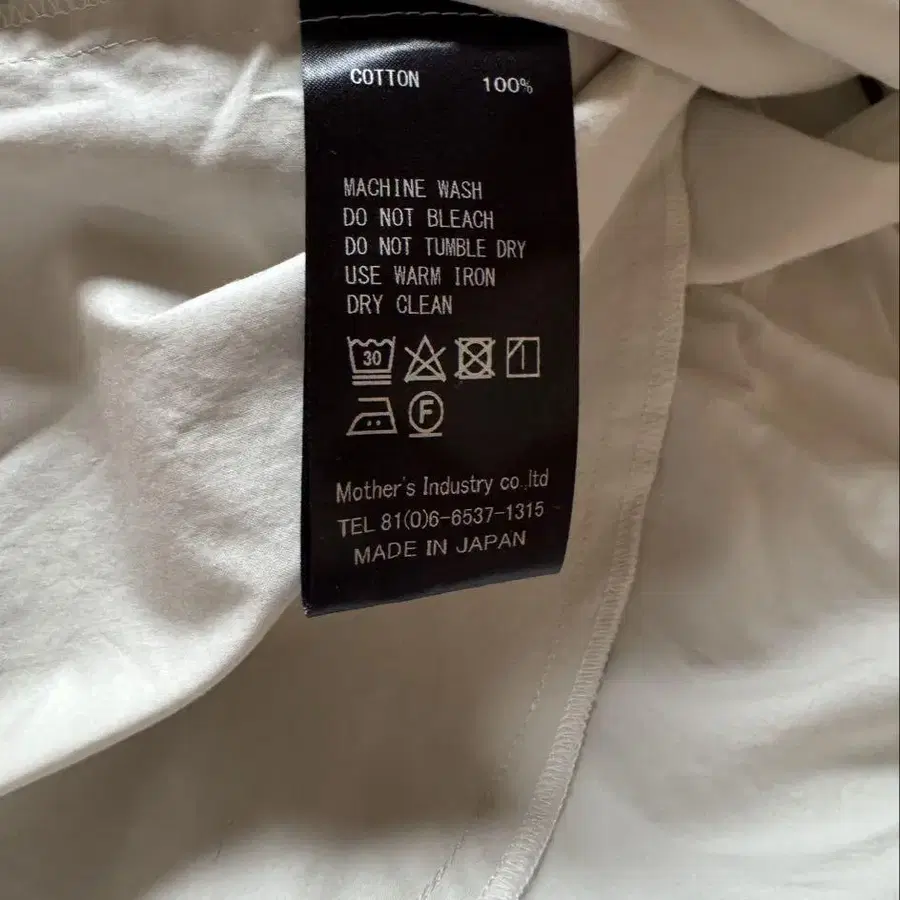 COTTON 100%
MACHINE WASH
DO NOT BLEACH
DO NOT TUMBLE DRY
USE WARM IRON
DRY CLEAN
30
F
Mother's Industry co.,ltd
TEL 81(0)6-6537-1315
MADE IN JAPAN